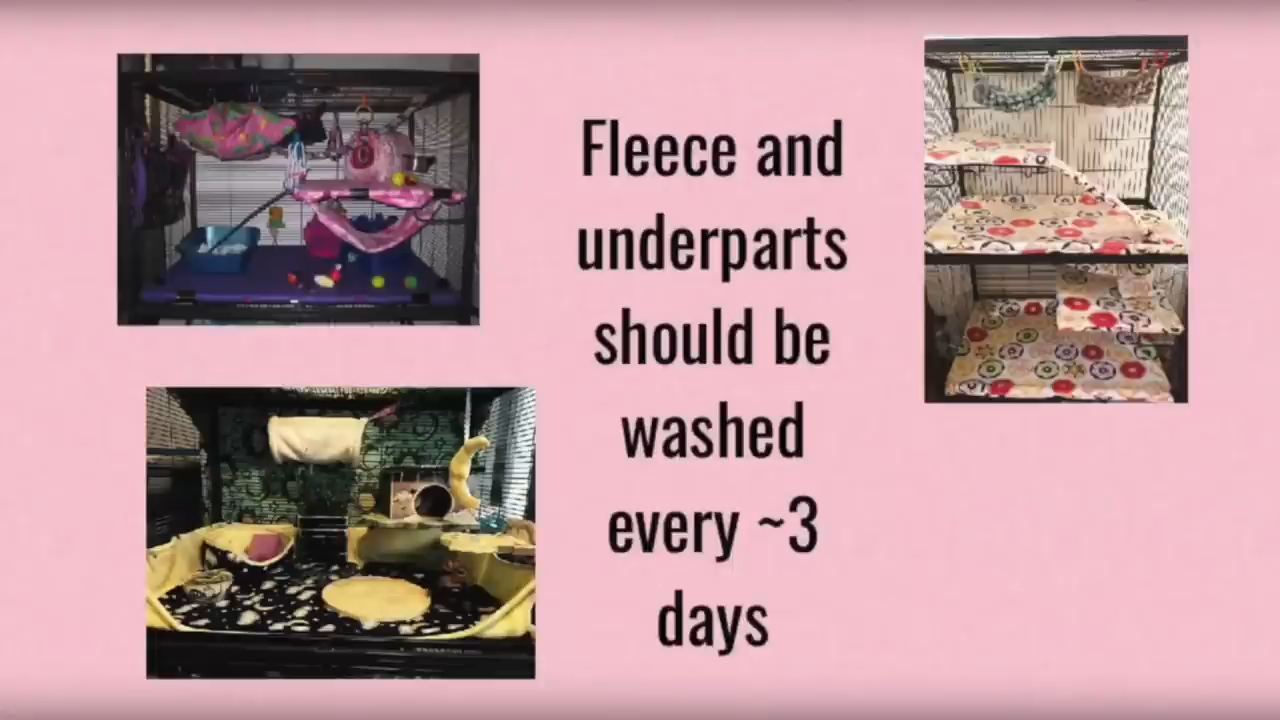 Fleece and
underparts
should be
washed
every ~3
days